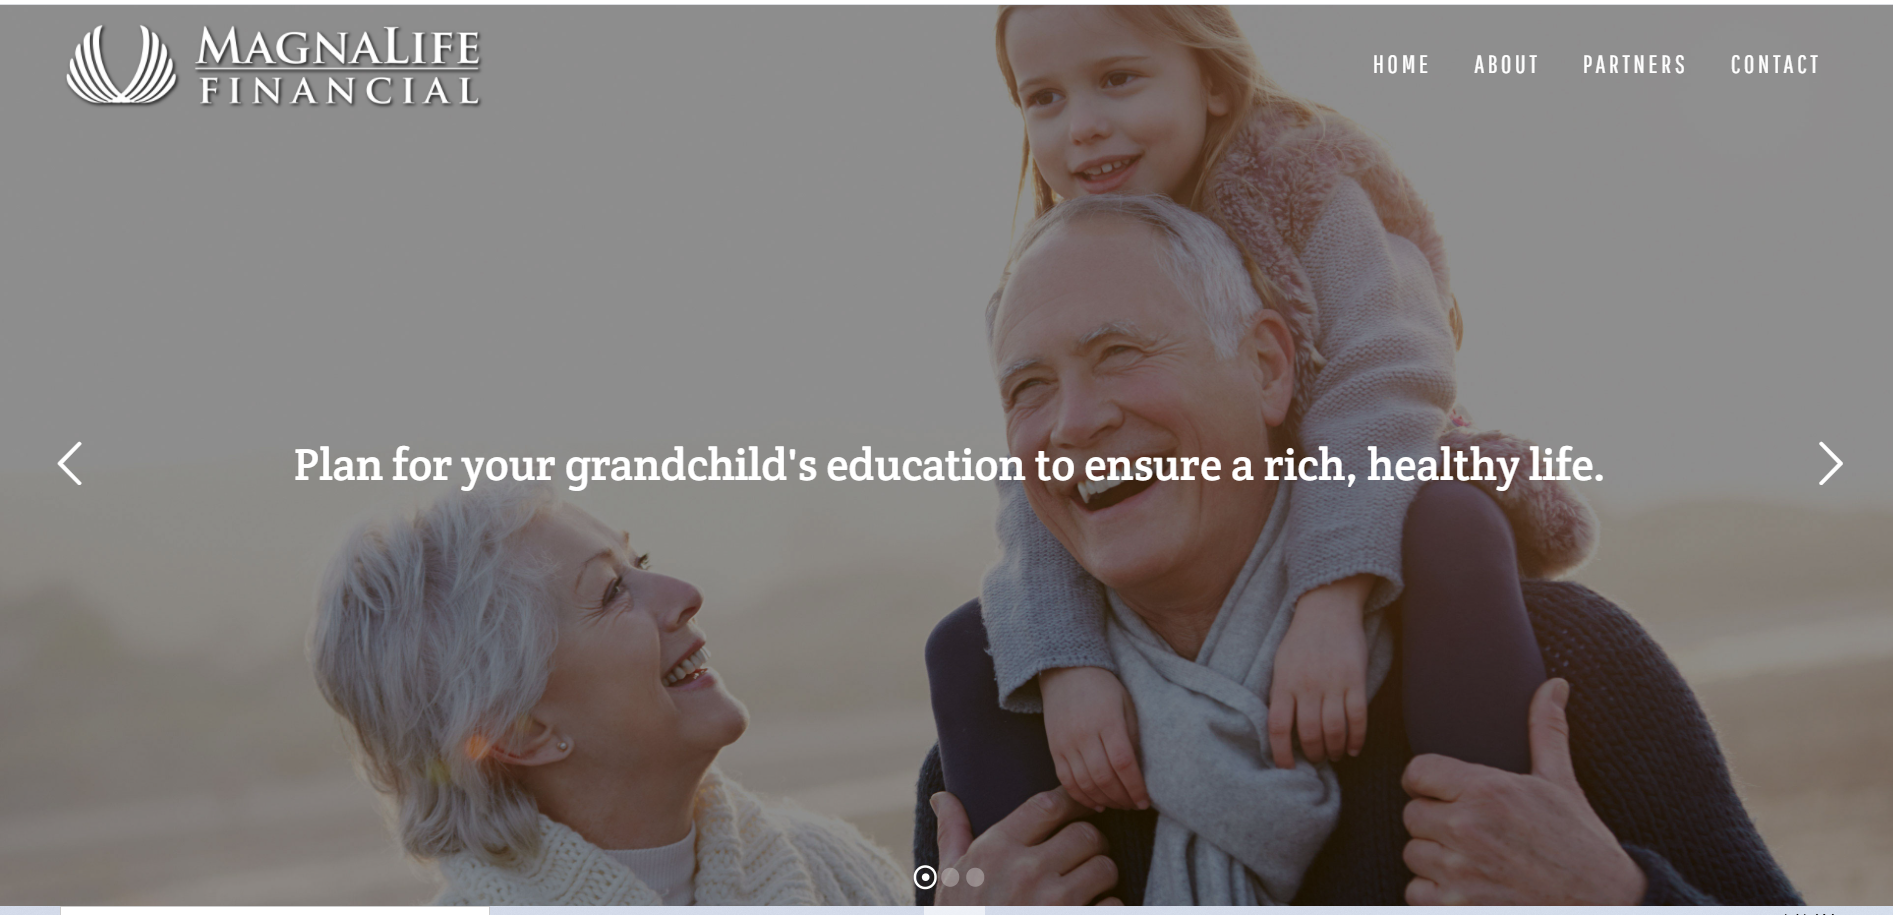 MAGNALIFE
FINANCIAL
HOME ABOUT PARTNERS CONTACT
Plan for your grandchild's education to ensure a rich, healthy life.